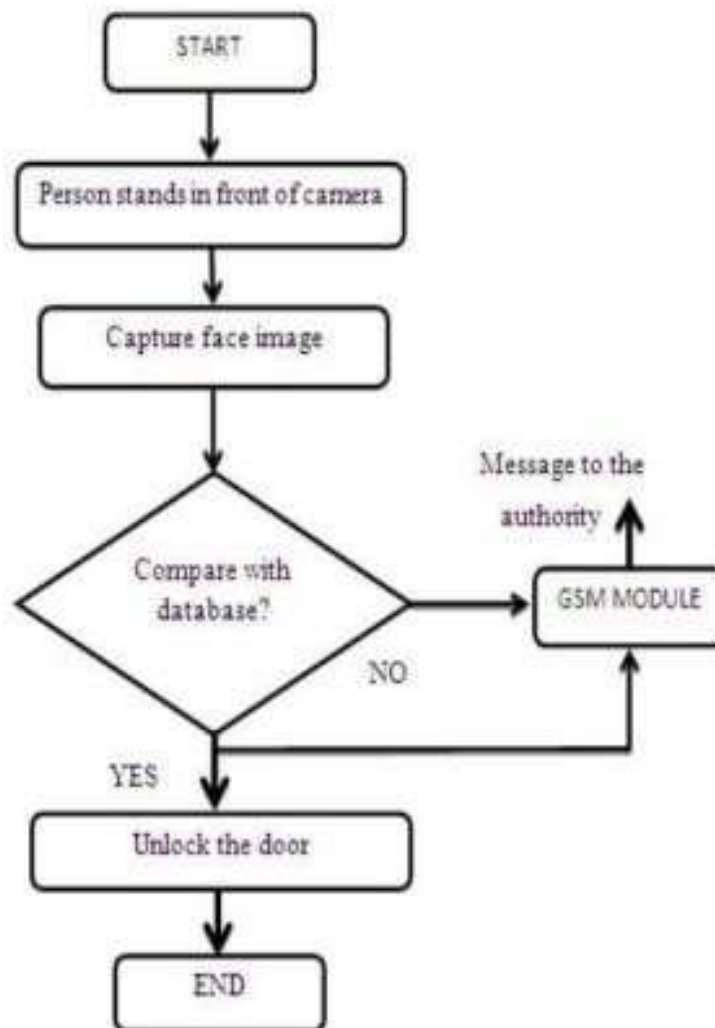 START
Person stands in front of camera
Capture face image
Message to the
authority
Compare with
database?
GSM MODULE
NO
YES
Unlock the door
END